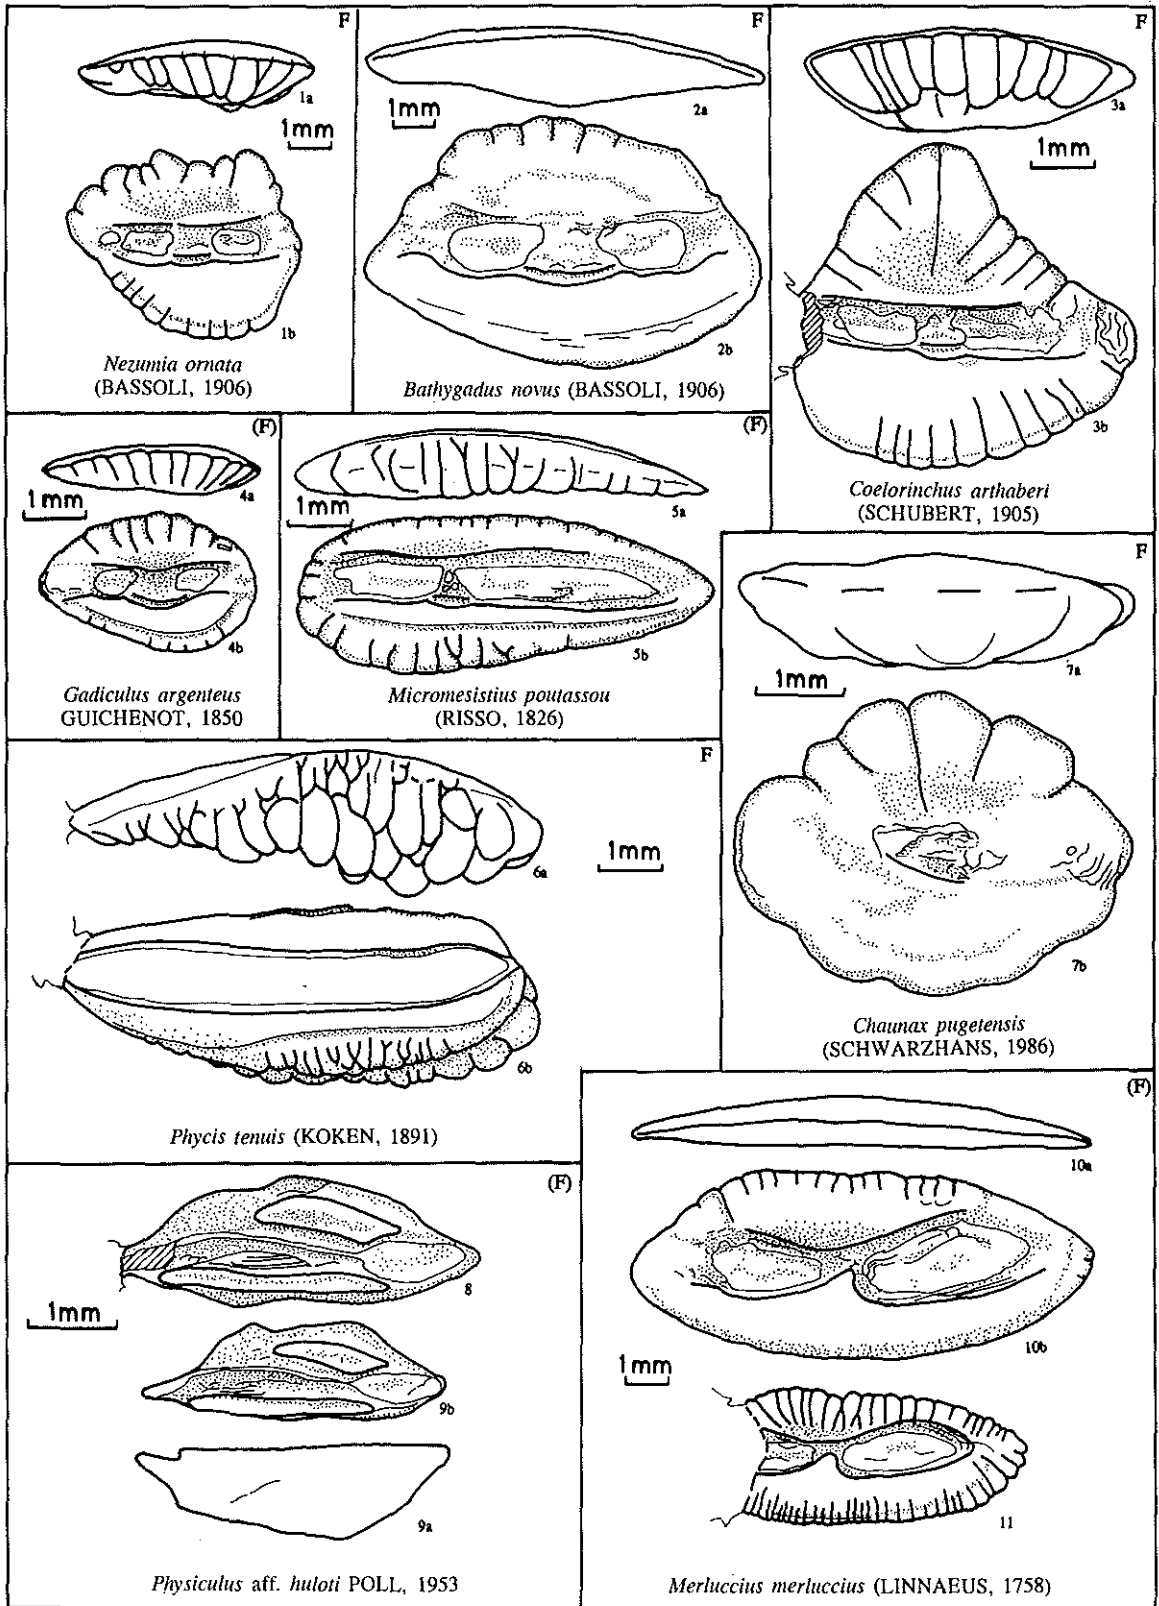 F
1a
1mm
1b
Nezumia ornata
(BASSOLI, 1906)
F
2a
1mm
2b
Bathygadus novus (BASSOLI, 1906)
F
3a
1mm
3b
Coelorinchus arthaberi
(SCHUBERT, 1905)
(F)
4a
1mm
4b
Gadiculus argenteus
GUICHENOT, 1850
(F)
5a
1mm
5b
Micromesistius poutassou
(RISSO, 1826)
F
7a
1mm
7b
Chaunax pugetensis
(SCHWARZHANS, 1986)
F
6a
1mm
6b
Phycis tenuis (KOKEN, 1891)
(F)
8
1mm
9b
9a
Physiculus aff. huloti POLL, 1953
(F)
10a
10b
1mm
11
Merluccius merluccius (LINNAEUS, 1758)